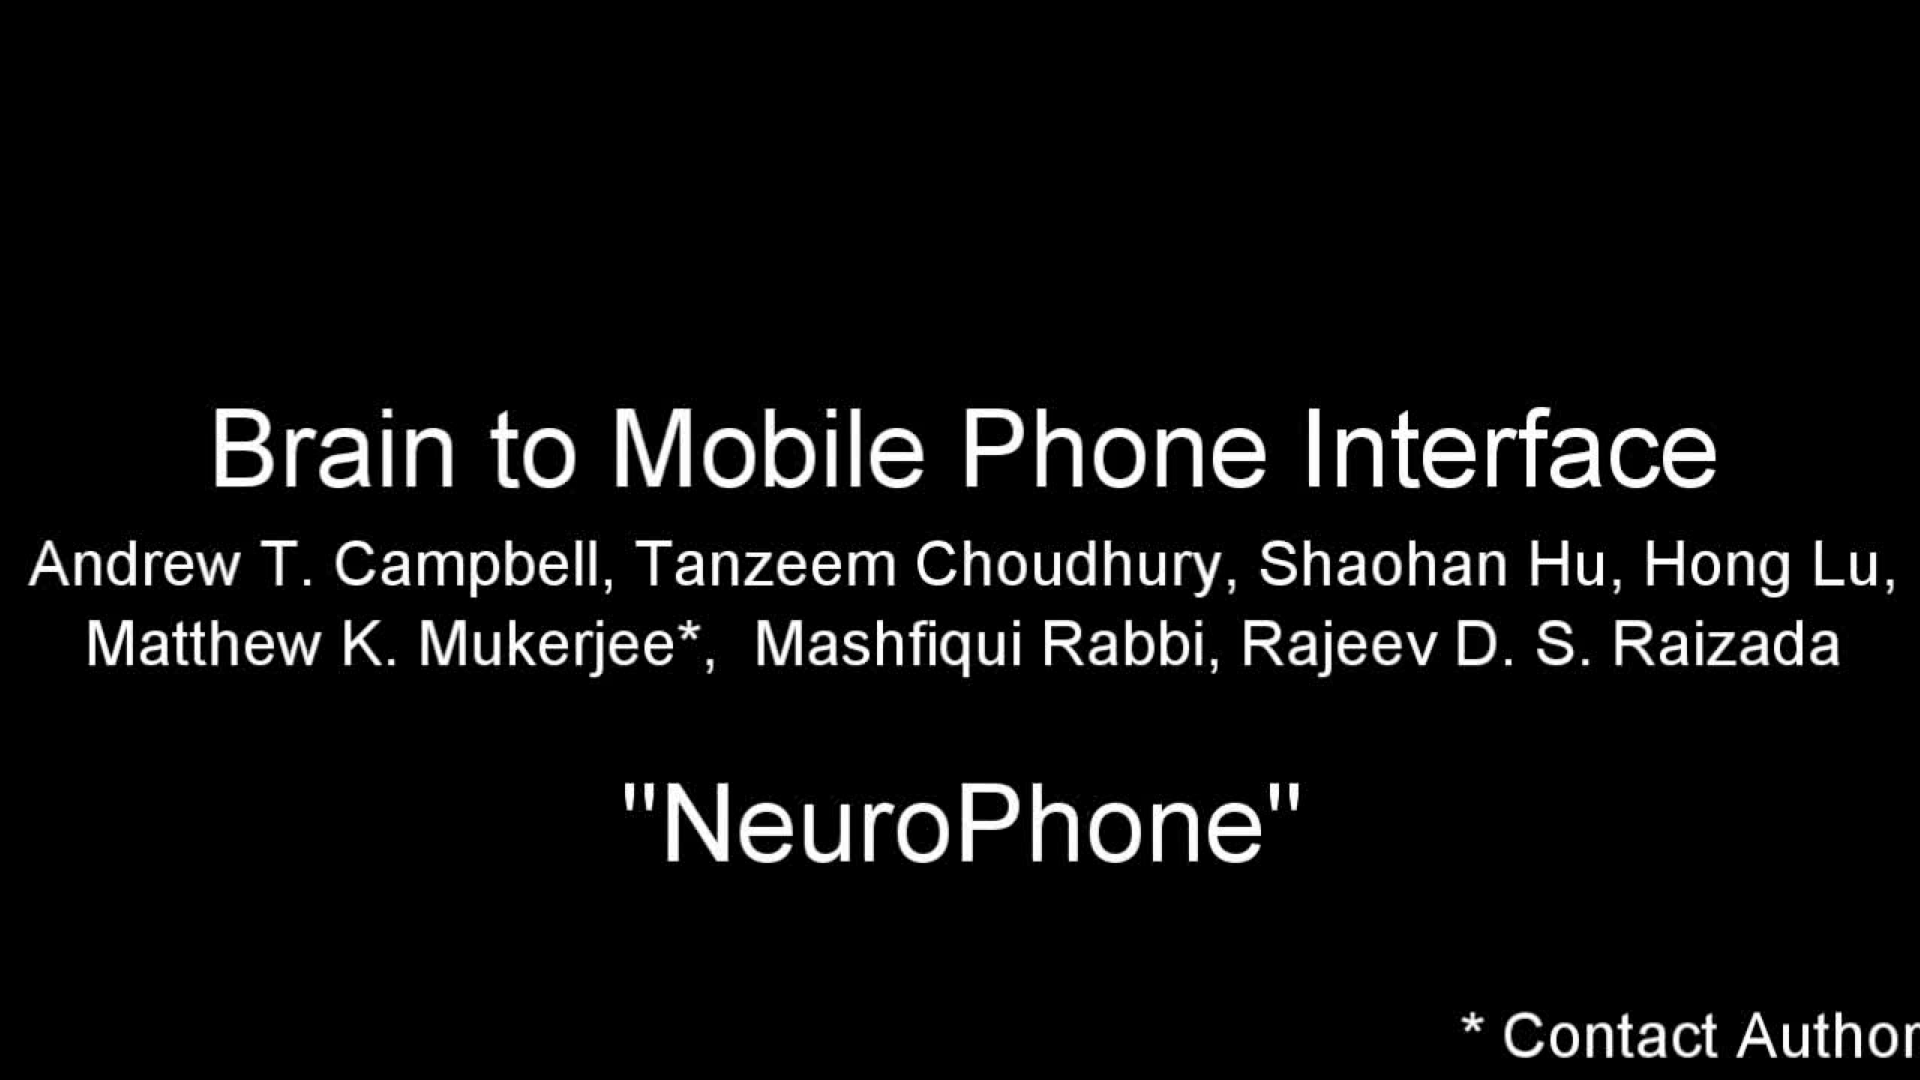 Brain to Mobile Phone Interface
Andrew T. Campbell, Tanzeem Choudhury, Shaohan Hu, Hong Lu,
Matthew K. Mukerjee*, Mashfiqui Rabbi, Rajeev D. S. Raizada
"NeuroPhone"
* Contact Author